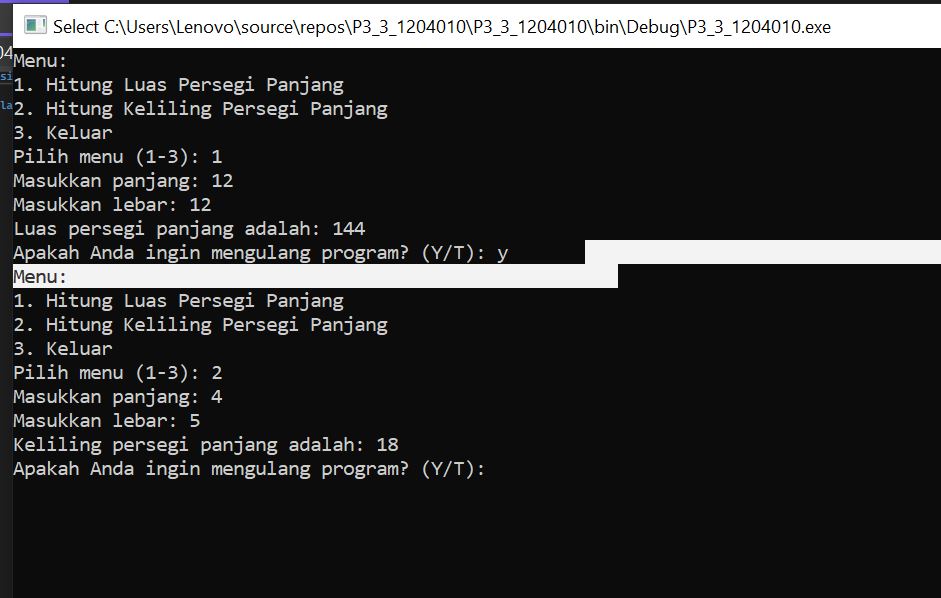 Select C:\Users\Lenovo\source\repos\P3_3_1204010\P3_3_1204010\bin\Debug\P3_3_1204010.exe
Menu:
1. Hitung Luas Persegi Panjang
2. Hitung Keliling Persegi Panjang
3. Keluar
Pilih menu (1-3): 1
Masukkan panjang: 12
Masukkan lebar: 12
Luas persegi panjang adalah: 144
Apakah Anda ingin mengulang program? (Y/T): y
Menu:
1. Hitung Luas Persegi Panjang
2. Hitung Keliling Persegi Panjang
3. Keluar
Pilih menu (1-3): 2
Masukkan panjang: 4
Masukkan lebar: 5
Keliling persegi panjang adalah: 18
Apakah Anda ingin mengulang program? (Y/T):